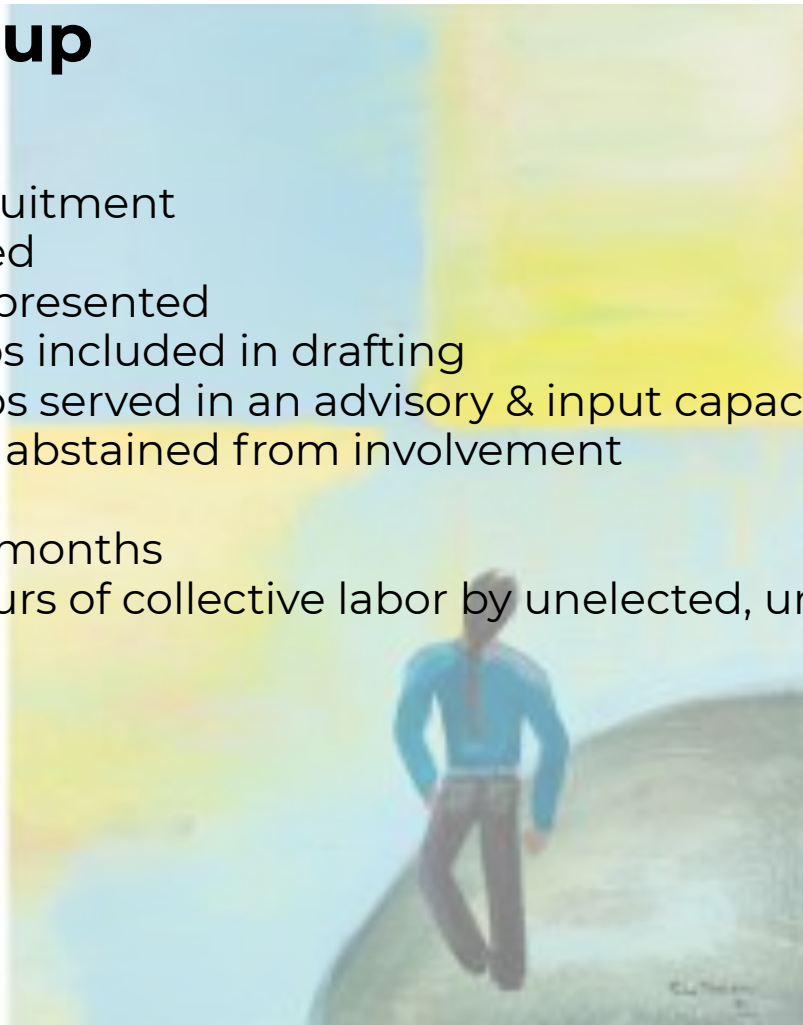 up
uitment
ed
presented
os included in drafting
os served in an advisory & input capac
abstained from involvement
months
urs of collective labor by unelected, un